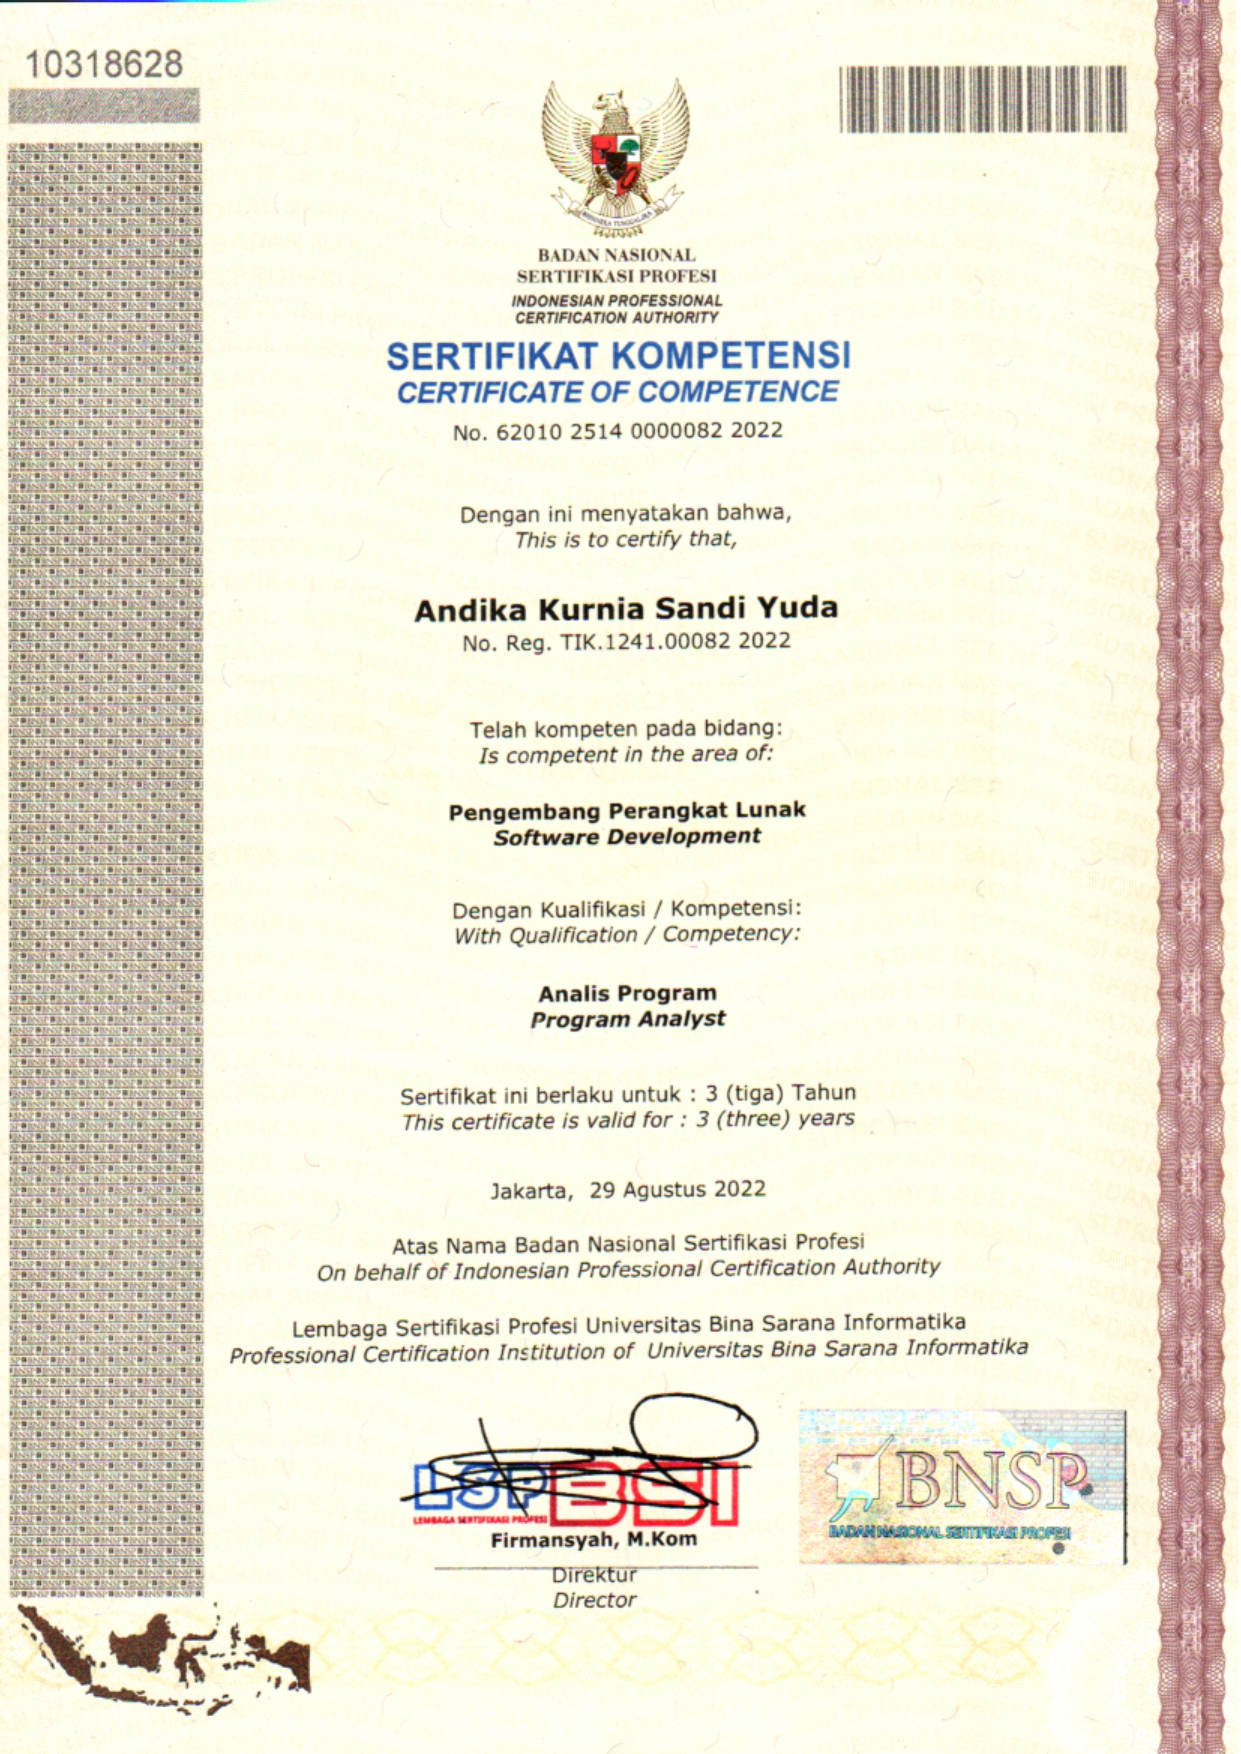 10318628
BHINNEKA TUNGGAL IKA
BADAN NASIONAL
SERTIFIKASI PROFESI
INDONESIAN PROFESSIONAL
CERTIFICATION AUTHORITY
SERTIFIKAT KOMPETENSI
CERTIFICATE OF COMPETENCE
No. 62010 2514 0000082 2022
Dengan ini menyatakan bahwa,
This is to certify that,
Andika Kurnia Sandi Yuda
No. Reg. TIK.1241.00082 2022
Telah kompeten pada bidang:
Is competent in the area of:
Pengembang Perangkat Lunak
Software Development
Dengan Kualifikasi / Kompetensi:
With Qualification / Competency:
Analis Program
Program Analyst
Sertifikat ini berlaku untuk : 3 (tiga) Tahun
This certificate is valid for : 3 (three) years
Jakarta, 29 Agustus 2022
Atas Nama Badan Nasional Sertifikasi Profesi
On behalf of Indonesian Professional Certification Authority
Lembaga Sertifikasi Profesi Universitas Bina Sarana Informatika
Professional Certification Institution of Universitas Bina Sarana Informatika
LSP BSI
LEMBAGA SERTIFIKASI PROFESI
BNSP
BADAN NASIONAL SERTIFIKASI PROFESI
Firmansyah, M.Kom
Direktur
Director